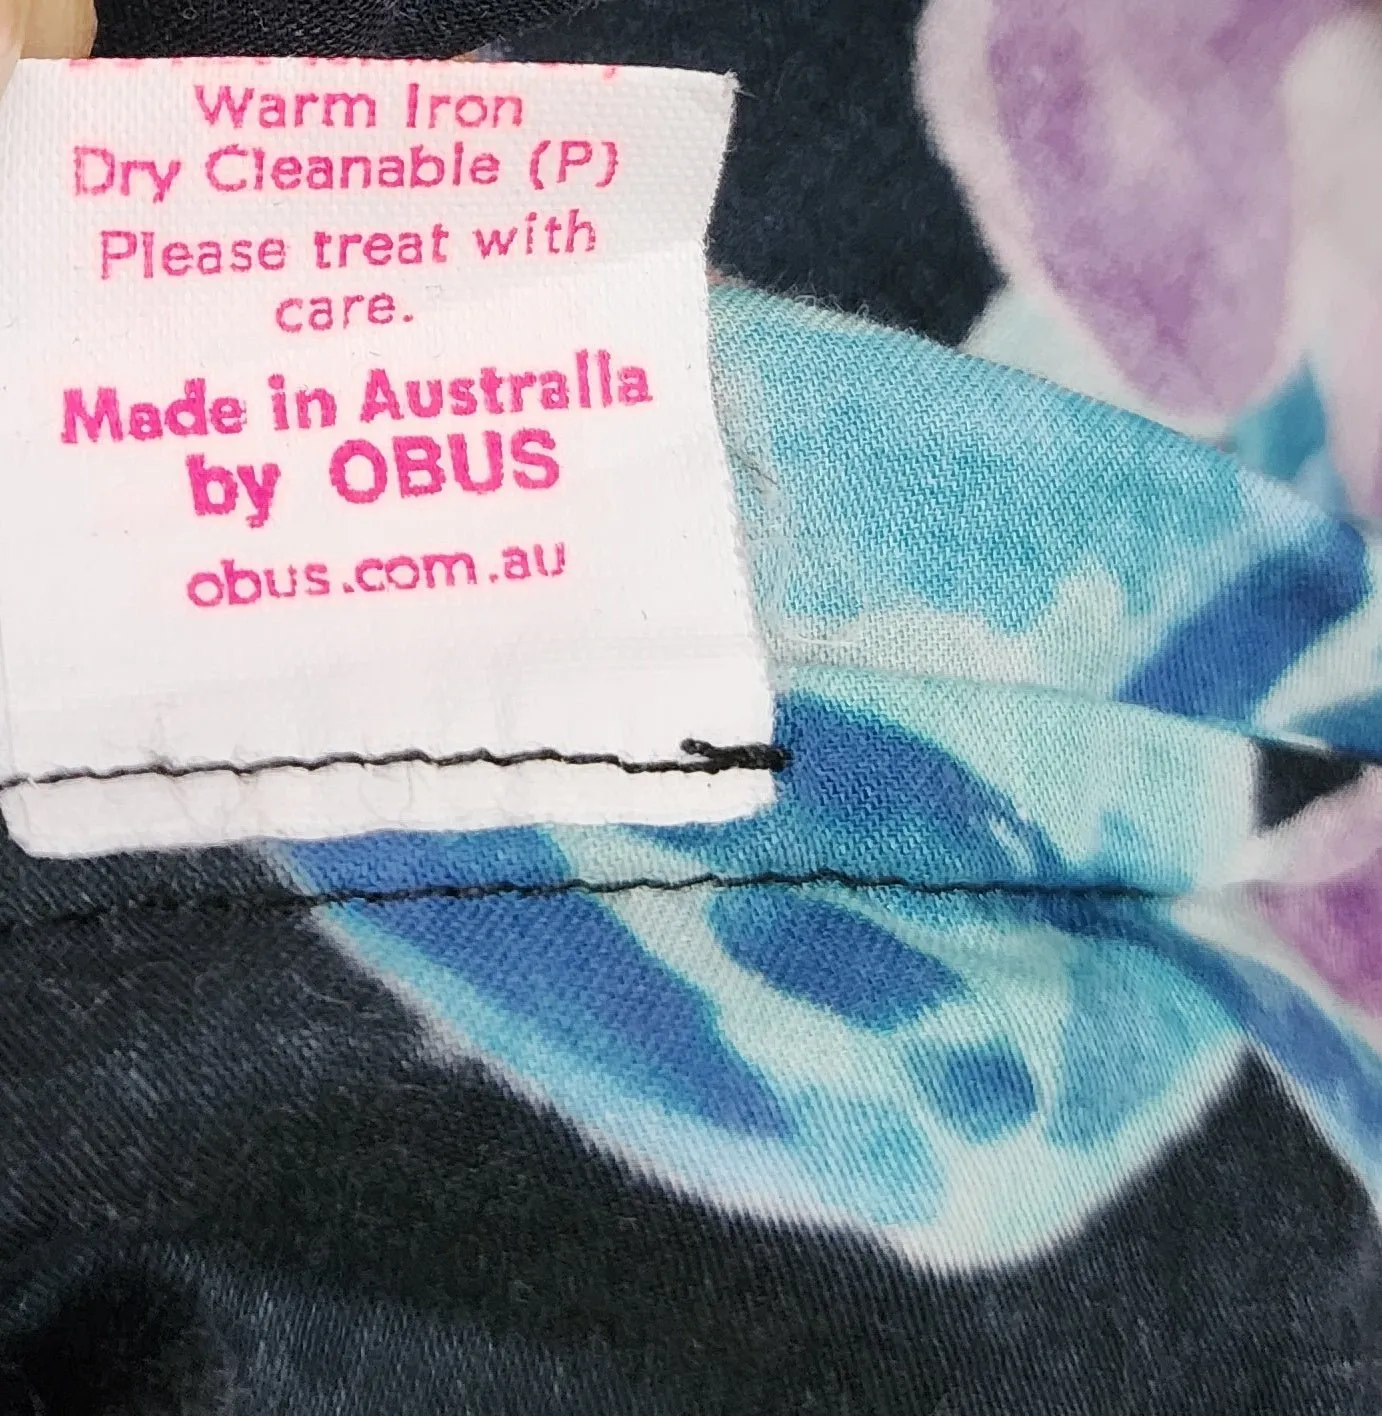 Warm Iron
Dry Cleanable (P)
Please treat with
care.
Made in Australia
by OBUS
obus.com.au